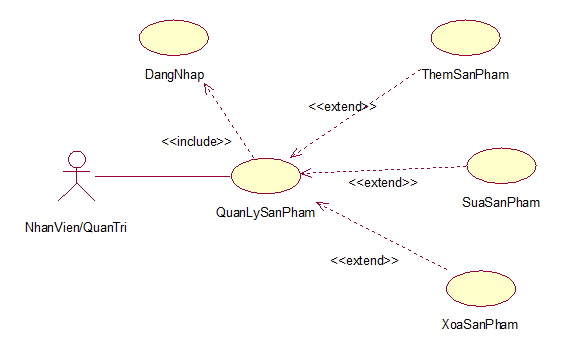 DangNhap
ThemSanPham
<<extend>>
<<include>>
<<extend>>
SuaSanPham
QuanLySanPham
NhanVien/QuanTri
<<extend>>
XoaSanPham